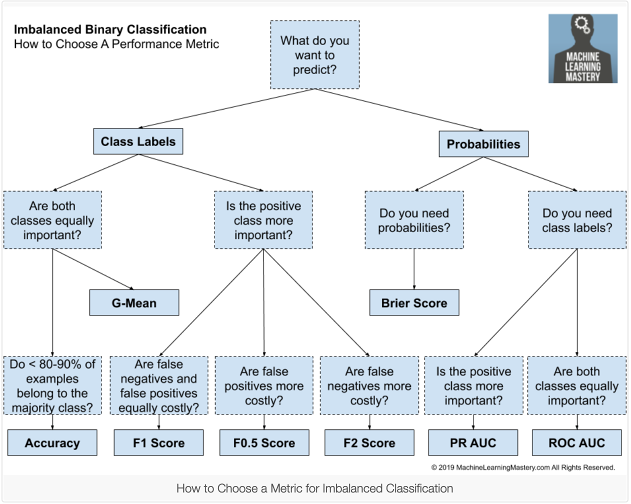 Imbalanced Binary Classification
How to Choose A Performance Metric
What do you
want to
predict?
MACHINE
LEARNING
MASTERY
Class Labels
Probabilities
Are both
classes equally
important?
Is the positive
class more
important?
Do you need
probabilities?
Do you need
class labels?
G-Mean
Brier Score
Do < 80-90% of
examples
belong to the
majority class?
Are false
negatives and
false positives
equally costly?
Are false
positives more
costly?
Are false
negatives more
costly?
Is the positive
class more
important?
Are both
classes equally
important?
Accuracy
F1 Score
F0.5 Score
F2 Score
PR AUC
ROC AUC
© 2019 MachineLearningMastery.com All Rights Reserved.
How to Choose a Metric for Imbalanced Classification